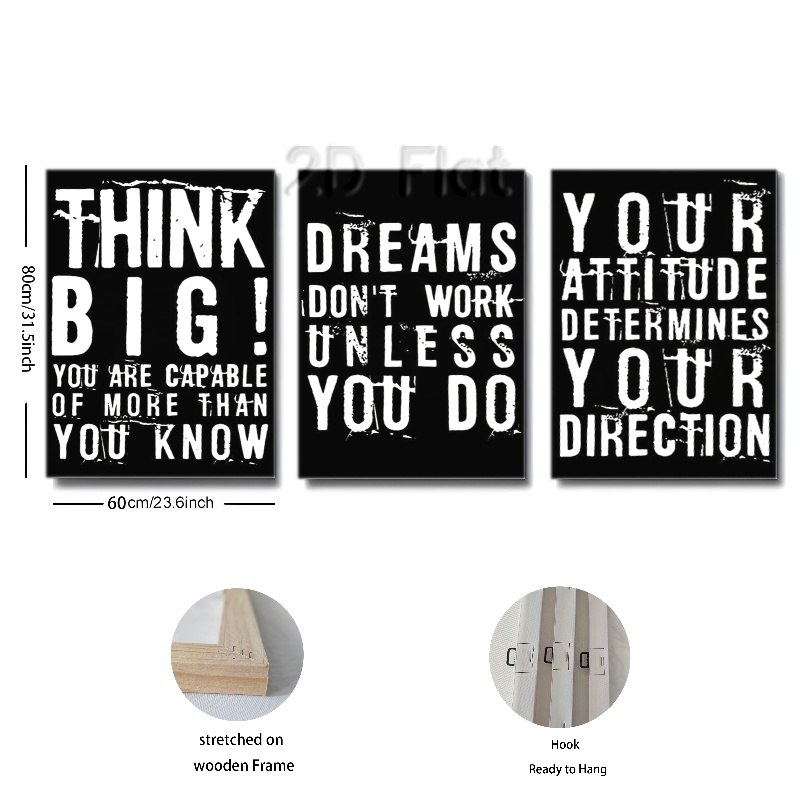 2D Flat
THINK
BIG!
YOU ARE CAPABLE
OF MORE THAN
YOU KNOW
DREAMS
DON'T WORK
UNLESS
YOU DO
YOUR
ATTITUDE
DETERMINES
YOUR
DIRECTION
80cm/31.5inch
60cm/23.6inch
stretched on
wooden Frame
Hook
Ready to Hang